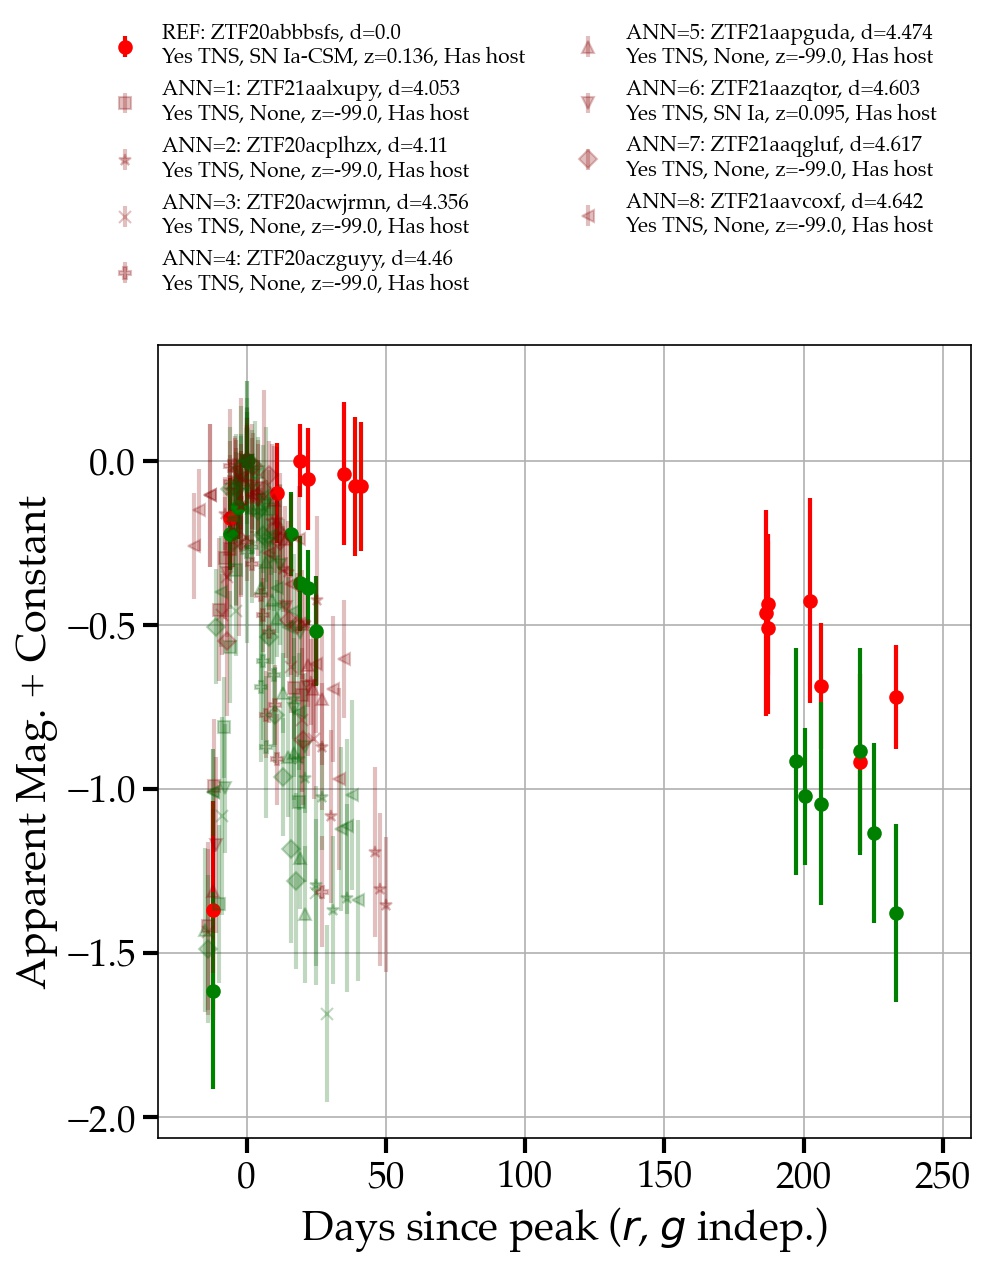 REF: ZTF20abbbsfs, d=0.0
Yes TNS, SN Ia-CSM, z=0.136, Has host
ANN=1: ZTF21aalxupy, d=4.053
Yes TNS, None, z=-99.0, Has host
ANN=2: ZTF20acplhzx, d=4.11
Yes TNS, None, z=-99.0, Has host
ANN=3: ZTF20acwjrmn, d=4.356
Yes TNS, None, z=-99.0, Has host
ANN=4: ZTF20aczguyy, d=4.46
Yes TNS, None, z=-99.0, Has host
ANN=5: ZTF21aapguda, d=4.474
Yes TNS, None, z=-99.0, Has host
ANN=6: ZTF21aazqtor, d=4.603
Yes TNS, SN Ia, z=0.095, Has host
ANN=7: ZTF21aaqgluf, d=4.617
Yes TNS, None, z=-99.0, Has host
ANN=8: ZTF21aavcoxf, d=4.642
Yes TNS, None, z=-99.0, Has host
Apparent Mag. + Constant
0.0
−0.5
−1.0
−1.5
−2.0
0 50 100 150 200 250
Days since peak (r, g indep.)